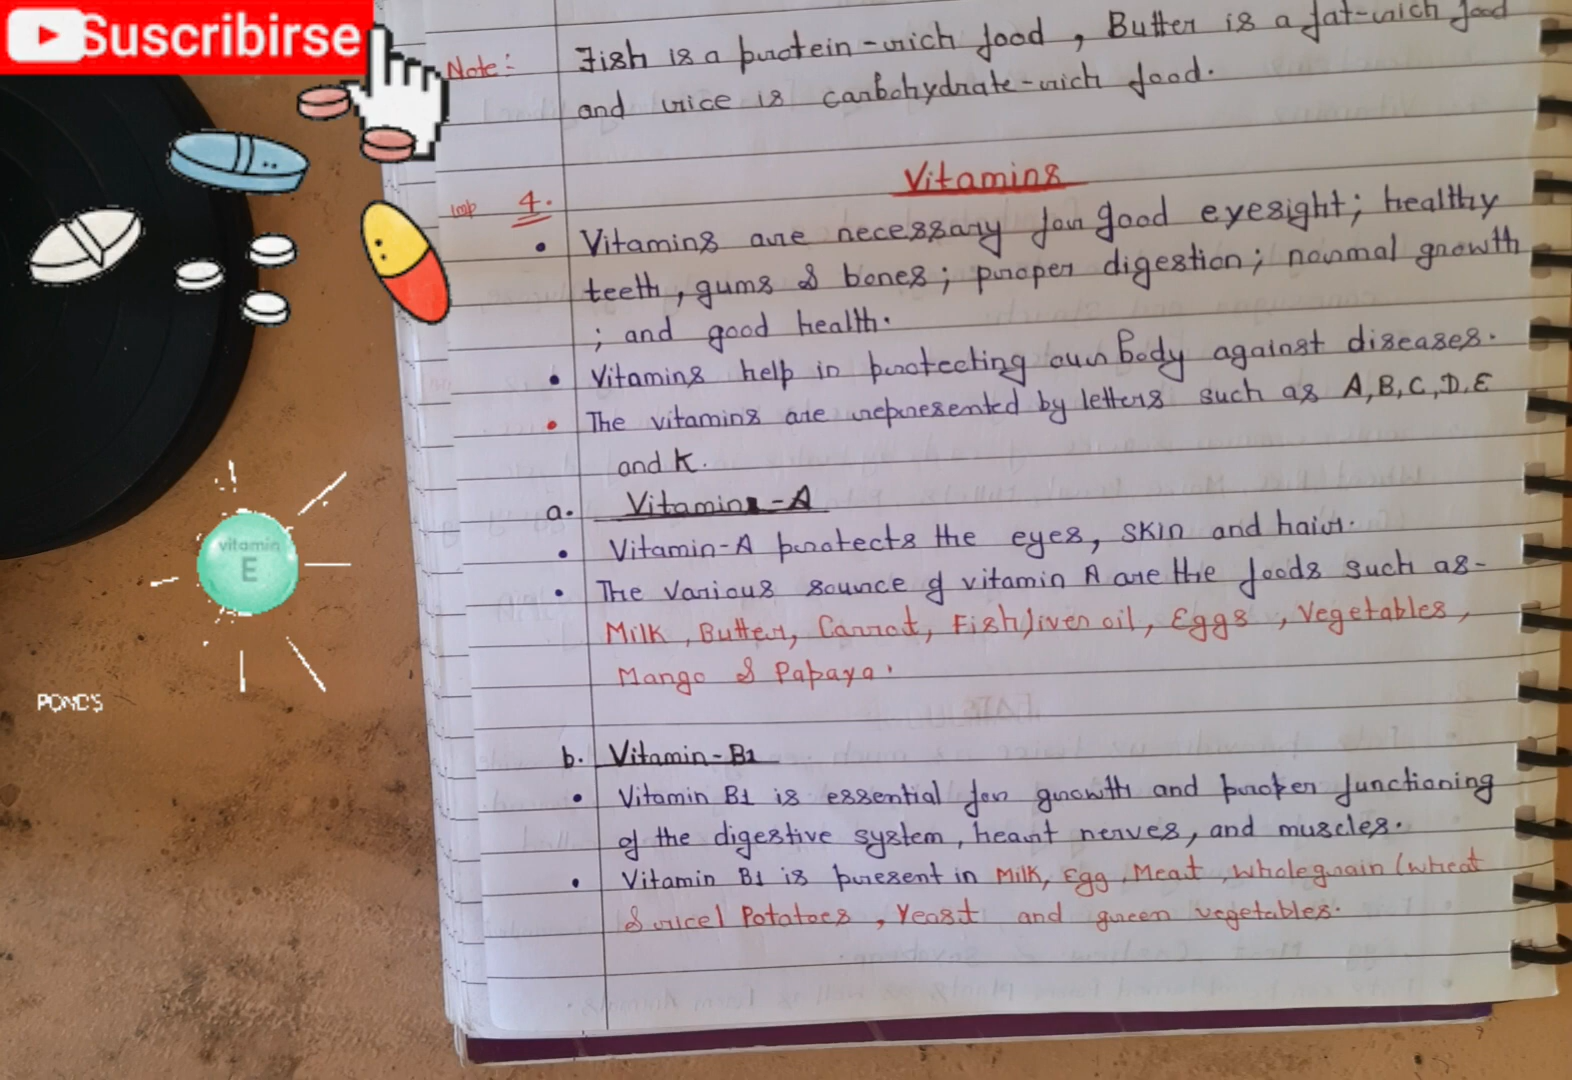 Suscribirse
Note: Fish is a protein-rich food, Butter is a fat-rich food
and rice is carbohydrate-rich food.
Vitamins
Imp 4.
• Vitamins are necessary for good eyesight; healthy
teeth, gums & bones; proper digestion; normal growth
; and good health.
• Vitamins help in protecting our body against diseases.
• The vitamins are represented by letters such as A,B,C,D,E
and K.
a. Vitamin-A
• Vitamin-A protects the eyes, skin and hair.
• The various source of vitamin A are the foods such as-
Milk, Butter, Carrot, Fish liver oil, Eggs, Vegetables,
Mango & Papaya.
b. Vitamin-B1
• Vitamin B1 is essential for growth and proper functioning
of the digestive system, heart nerves, and muscles.
• Vitamin B1 is present in Milk, Egg, Meat, wholegrain (wheat
& rice) Potatoes, Yeast and green vegetables.
vitamin
E
POND'S